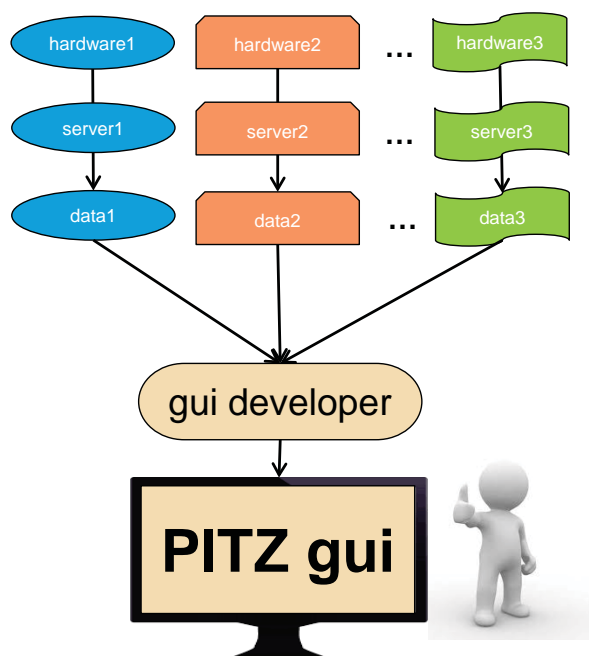 hardware1
hardware2
...
hardware3
server1
server2
...
server3
data1
data2
...
data3
gui developer
PITZ gui